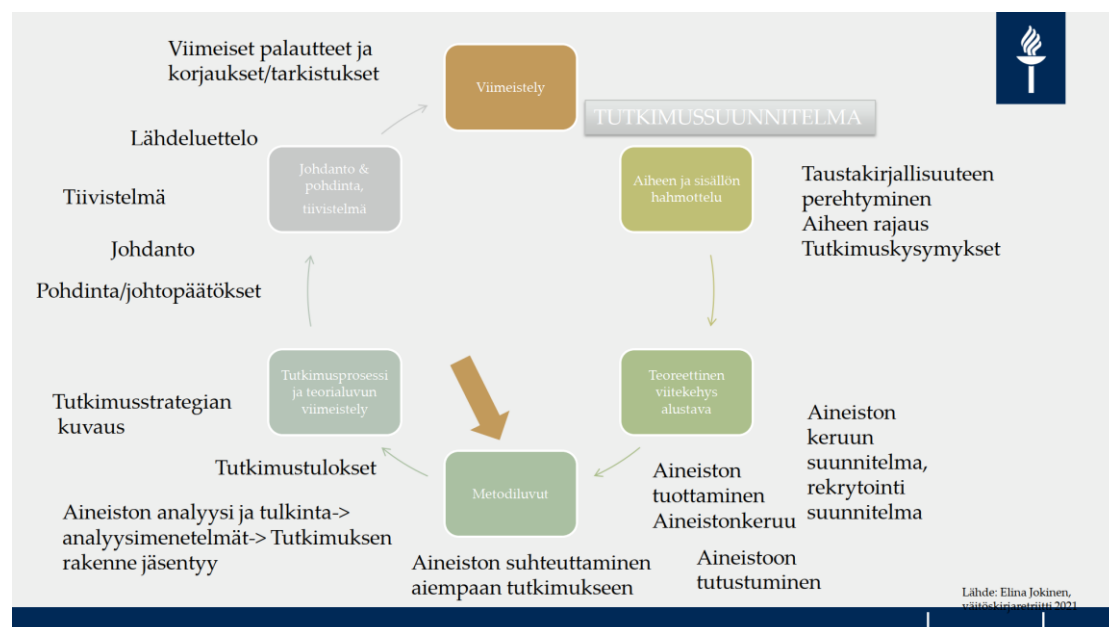 Viimeiset palautteet ja
korjaukset/tarkistukset
Viimeistely
TUTKIMUSSUUNNITELMA
Lähdeluettelo
Tiivistelmä
Johdanto
Pohdinta/johtopäätökset
Johdanto &
pohdinta,
tiivistelmä
Aiheen ja sisällön
hahmottelu
Taustakirjallisuuteen
perehtyminen
Aiheen rajaus
Tutkimuskysymykset
Tutkimusprosessi
ja teorialuvun
viimeistely
Teoreettinen
viitekehys
alustava
Tutkimusstrategian
kuvaus
Tutkimustulokset
Aineiston analyysi ja tulkinta->
analyysimenetelmät-> Tutkimuksen
rakenne jäsentyy
Metodiluvut
Aineiston suhteuttaminen
aiempaan tutkimukseen
Aineiston
tuottaminen
Aineistonkeruu
Aineistoon
tutustuminen
Aineiston
keruun
suunnitelma,
rekrytointi
suunnitelma
Lähde: Elina Jokinen,
väitöskirjaretriitti 2021